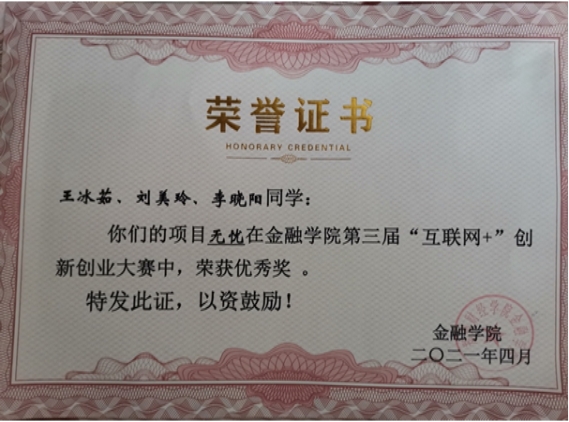 荣誉证书
HONORARY CREDENTIAL
王冰茹、刘美玲、李晓阳同学：
你们的项目无忧在金融学院第三届“互联网+”创
新创业大赛中，荣获优秀奖 。
特发此证，以资鼓励！
金融学院
二〇二一年四月